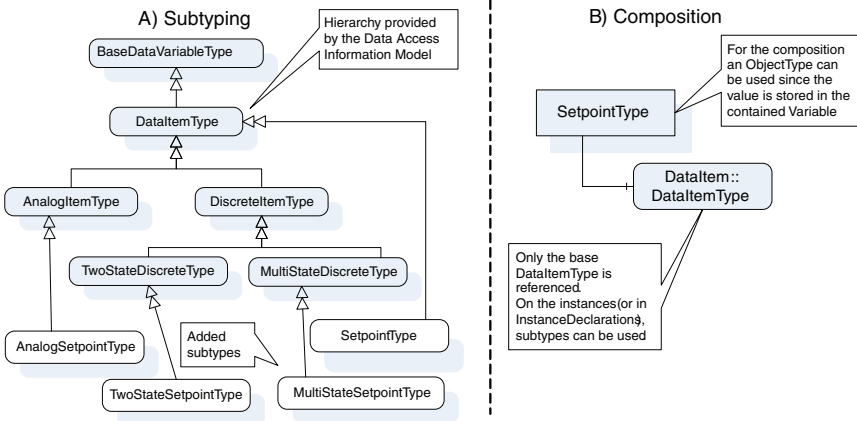 A) Subtyping
Hierarchy provided
by the Data Access
Information Model
BaseDataVariableType
DataItemType
AnalogItemType
DiscreteItemType
TwoStateDiscreteType
MultiStateDiscreteType
AnalogSetpointType
Added
subtypes
SetpointType
TwoStateSetpointType
MultiStateSetpointType
B) Composition
For the composition
an ObjectType can
be used since the
value is stored in the
contained Variable
SetpointType
DataItem::
DataItemType
Only the base
DataItemType is
referenced.
On the instances(or in
InstanceDeclarations),
subtypes can be used